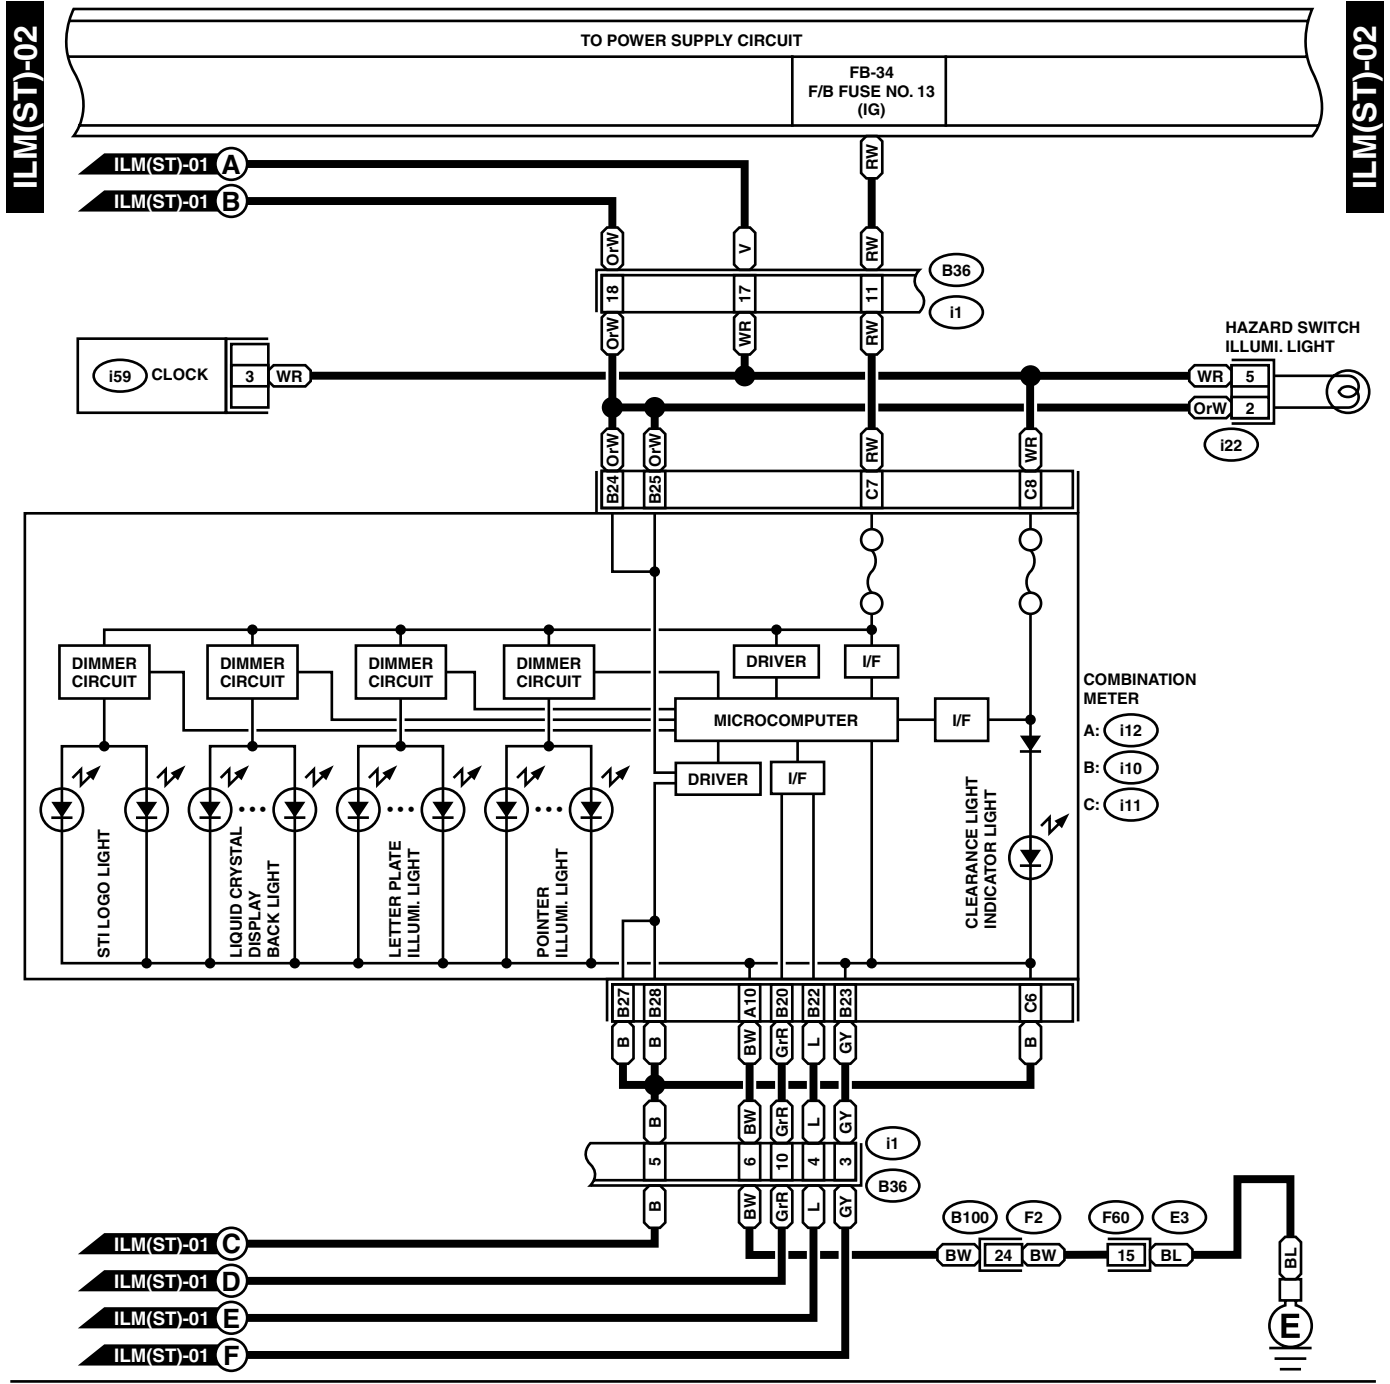 ILM(ST)-02
ILM(ST)-02
TO POWER SUPPLY CIRCUIT
FB-34
F/B FUSE NO. 13
(IG)
ILM(ST)-01 A
ILM(ST)-01 B
RW
OrW
V
RW
B36
18
17
11
i1
OrW
WR
RW
HAZARD SWITCH
ILLUMI. LIGHT
i59 CLOCK
3
WR
WR
5
OrW
2
i22
OrW
OrW
RW
WR
B24
B25
C7
C8
DIMMER
CIRCUIT
DIMMER
CIRCUIT
DIMMER
CIRCUIT
DIMMER
CIRCUIT
DRIVER
I/F
MICROCOMPUTER
I/F
COMBINATION
METER
A: i12
B: i10
C: i11
DRIVER
I/F
STI LOGO LIGHT
LIQUID CRYSTAL
DISPLAY
BACK LIGHT
LETTER PLATE
ILLUMI. LIGHT
POINTER
ILLUMI. LIGHT
CLEARANCE LIGHT
INDICATOR LIGHT
B27
B28
A10
B20
B22
B23
C6
B
B
BW
GrR
L
GY
B
B
BW
GrR
L
GY
i1
5
6
10
4
3
B36
B
BW
GrR
L
GY
B100
F2
F60
E3
ILM(ST)-01 C
BW
24
BW
15
BL
BL
ILM(ST)-01 D
ILM(ST)-01 E
E
ILM(ST)-01 F